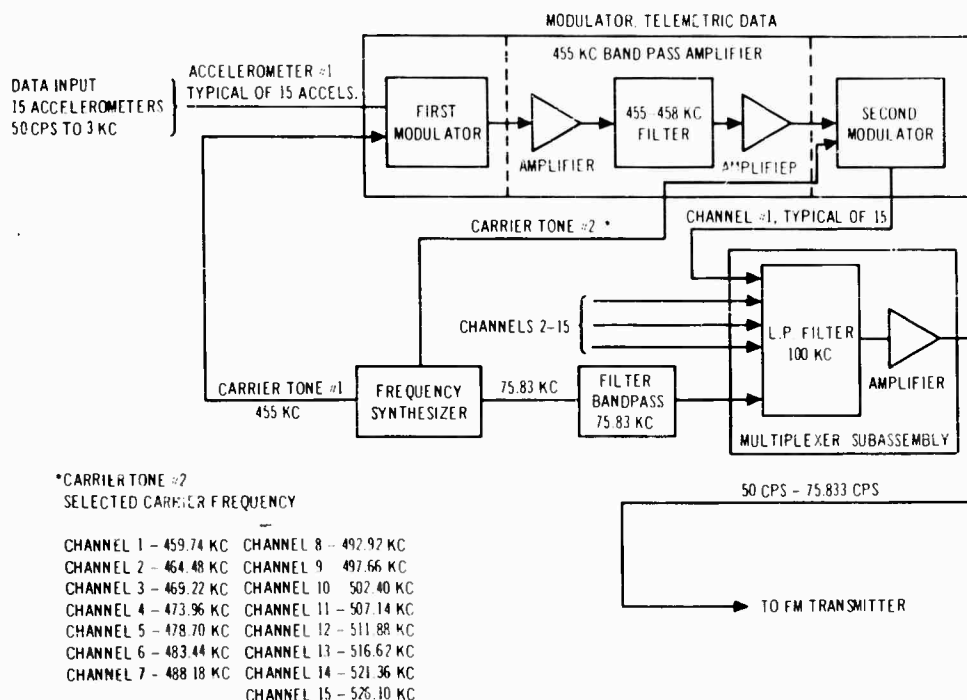 MODULATOR, TELEMETRIC DATA
455 KC BAND PASS AMPLIFIER
DATA INPUT
15 ACCELEROMETERS
50 CPS TO 3 KC
ACCELEROMETER #1
TYPICAL OF 15 ACCELS.
FIRST
MODULATOR
AMPLIFIER
455-458 KC
FILTER
AMPLIFIER
SECOND
MODULATOR
CARRIER TONE #2 *
CHANNEL #1, TYPICAL OF 15
CHANNELS 2-15
L.P. FILTER
100 KC
AMPLIFIER
MULTIPLEXER SUBASSEMBLY
CARRIER TONE #1
455 KC
FREQUENCY
SYNTHESIZER
75.83 KC
FILTER
BANDPASS
75.83 KC
50 CPS - 75.833 CPS
TO FM TRANSMITTER
*CARRIER TONE #2
SELECTED CARRIER FREQUENCY
CHANNEL 1 - 459.74 KC CHANNEL 8 - 492.92 KC
CHANNEL 2 - 464.48 KC CHANNEL 9 497.66 KC
CHANNEL 3 - 469.22 KC CHANNEL 10 502.40 KC
CHANNEL 4 - 473.96 KC CHANNEL 11 - 507.14 KC
CHANNEL 5 - 478.70 KC CHANNEL 12 - 511.88 KC
CHANNEL 6 - 483.44 KC CHANNEL 13 - 516.62 KC
CHANNEL 7 - 488.18 KC CHANNEL 14 - 521.36 KC
CHANNEL 15 - 526.10 KC